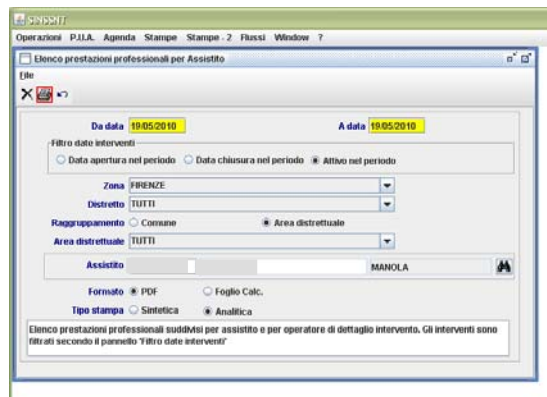 SINSSNT
Operazioni P.U.A. Agenda Stampe Stampe - 2 Flussi Window ?
Elenco prestazioni professionali per Assistito
File
Da data 19/05/2010 A data 19/05/2010
Filtro date interventi
Data apertura nel periodo Data chiusura nel periodo Attivo nel periodo
Zona FIRENZE
Distretto TUTTI
Raggruppamento Comune Area distrettuale
Area distrettuale TUTTI
Assistito MANOLA
Formato PDF Foglio Calc.
Tipo stampa Sintetica Analitica
Elenco prestazioni professionali suddivisi per assistito e per operatore di dettaglio intervento. Gli interventi sono
filtrati secondo il pannello 'Filtro date interventi'